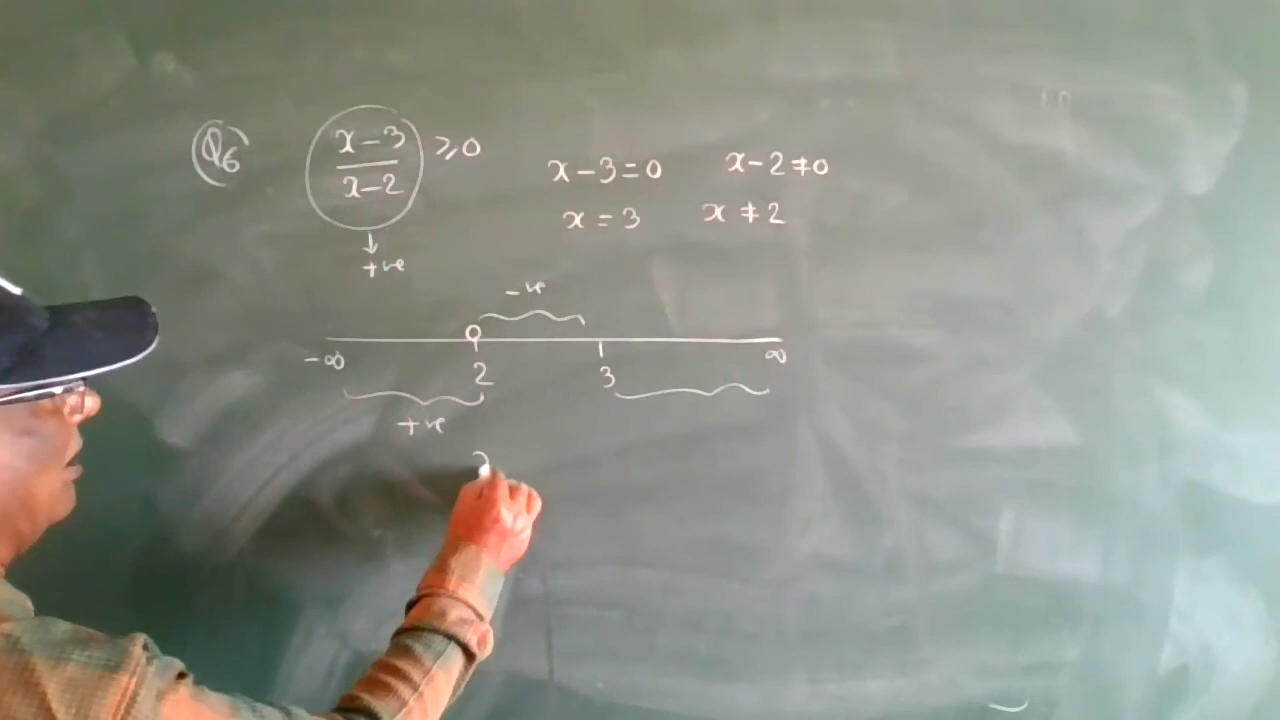 Q6 x-3/x-2 ≥ 0 x-3=0 x-2≠0
x=3 x≠2
+ve
-ve
-∞ 2 3 ∞
+ve